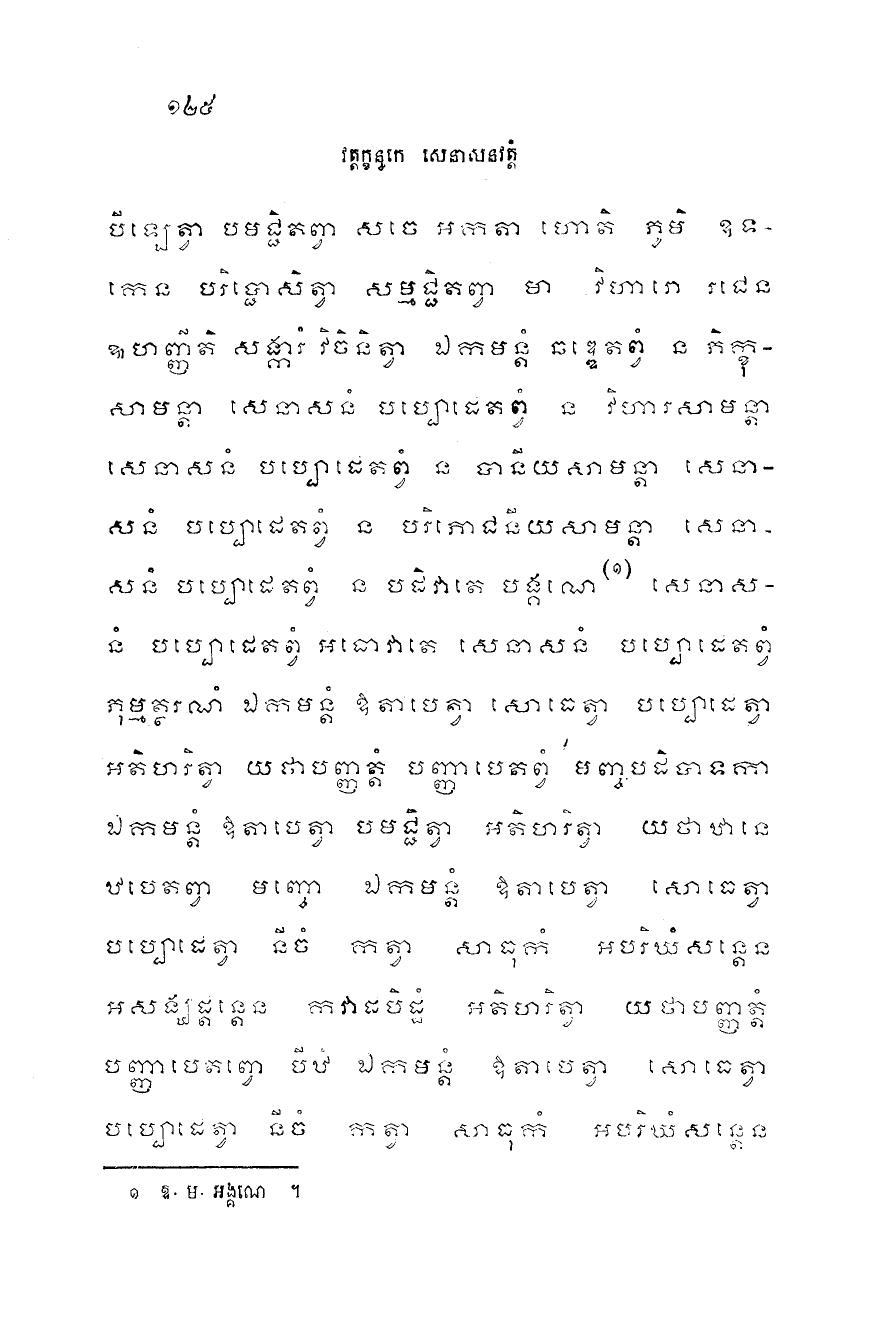 ១២៥
វត្តក្ខន្ធកេ សេនាសនវត្តំ
បីឡេត្វា បមជ្ជិតព្វា សចេ អកតា ហោតិ ភូមិ ឧទ-
កេន បរិប្ផោសិត្វា សម្មជ្ជិតព្វា មា វិហារោ រជេន
ឩហញ្ញីតិ សង្ការំ វិចិនិត្វា ឯកមន្តំ ឆឌ្ឌេតព្វំ ន ភិក្ខុ-
សាមន្តា សេនាសនំ បប្ផោដេតព្វំ ន វិហារសាមន្តា
សេនាសនំ បប្ផោដេតព្វំ ន បានីយសាមន្តា សេនា-
សនំ បប្ផោដេតព្វំ ន បរិភោជនីយសាមន្តា សេនា-
សនំ បប្ផោដេតព្វំ ន បដិវាតេ បង្កណេ(១) សេនាស-
នំ បប្ផោដេតព្វំ អធោវាតេ សេនាសនំ បប្ផោដេតព្វំ
ភុម្មត្ថរណំ ឯកមន្តំ ឱតាបេត្វា សោធេត្វា បប្ផោដេត្វា
អតិហរិត្វា យថាបញ្ញត្តំ បញ្ញាបេតព្វំ មញ្ចបដិបាទកា
ឯកមន្តំ ឱតាបេត្វា បមជ្ជិត្វា អតិហរិត្វា យថាឋានេ
ឋបេតព្វា មញ្ចោ ឯកមន្តំ ឱតាបេត្វា សោធេត្វា
បប្ផោដេត្វា នីចំ កត្វា សាធុកំ អបរិឃំសន្តេន
អសង្ឃដ្តន្តេន កវាដបិដ្ឋំ អតិហរិត្វា យថាបញ្ញត្តំ
បញ្ញាបេតព្វោ បីឋំ ឯកមន្តំ ឱតាបេត្វា សោធេត្វា
បប្ផោដេត្វា នីចំ កត្វា សាធុកំ អបរិឃំសន្តេន
១ ឱ. ម. អង្គណេ ។